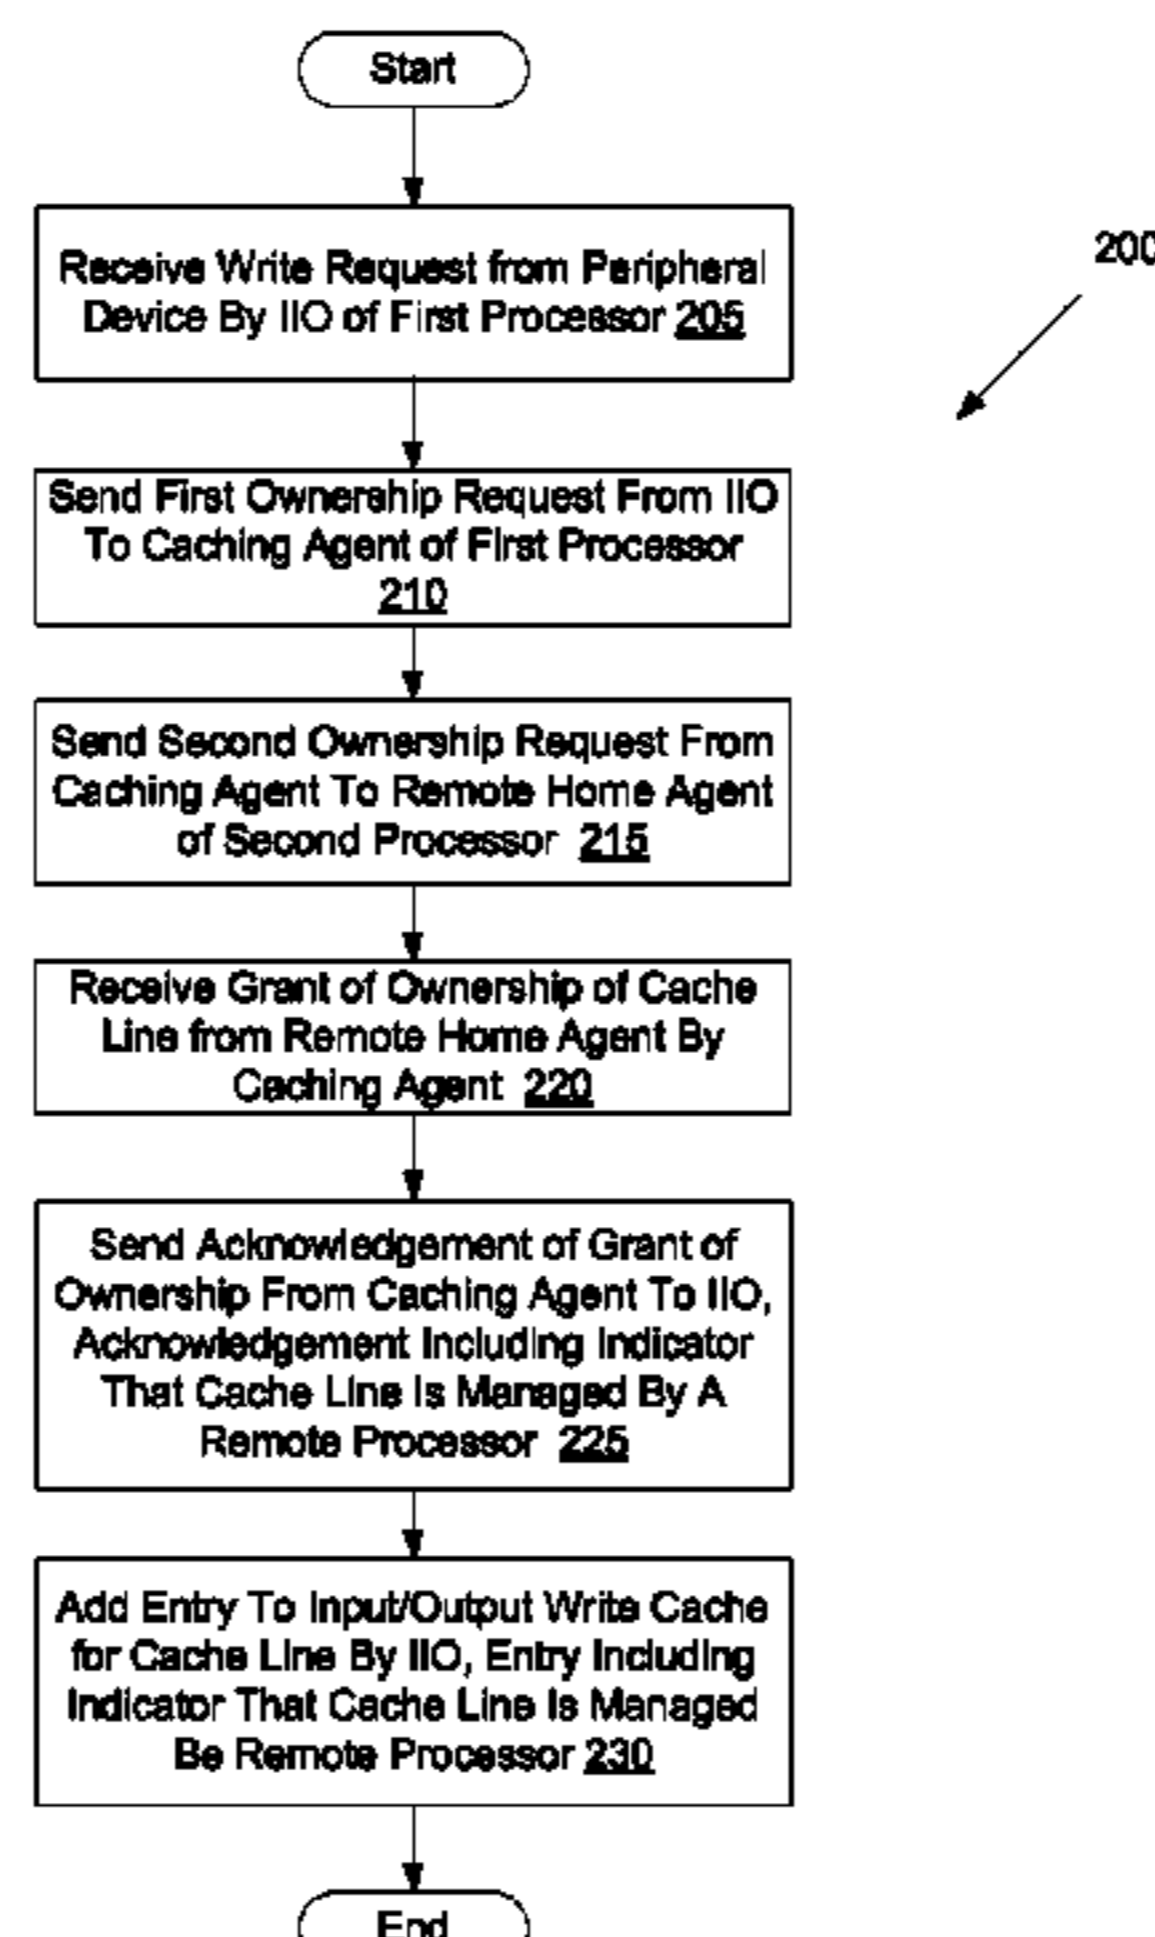 Start
Receive Write Request from Peripheral
Device By IIO of First Processor 205
200
Send First Ownership Request From IIO
To Caching Agent of First Processor
210
Send Second Ownership Request From
Caching Agent To Remote Home Agent
of Second Processor 215
Receive Grant of Ownership of Cache
Line from Remote Home Agent By
Caching Agent 220
Send Acknowledgement of Grant of
Ownership From Caching Agent To IIO,
Acknowledgement Including Indicator
That Cache Line Is Managed By A
Remote Processor 225
Add Entry To Input/Output Write Cache
for Cache Line By IIO, Entry Including
Indicator That Cache Line Is Managed
Be Remote Processor 230
End